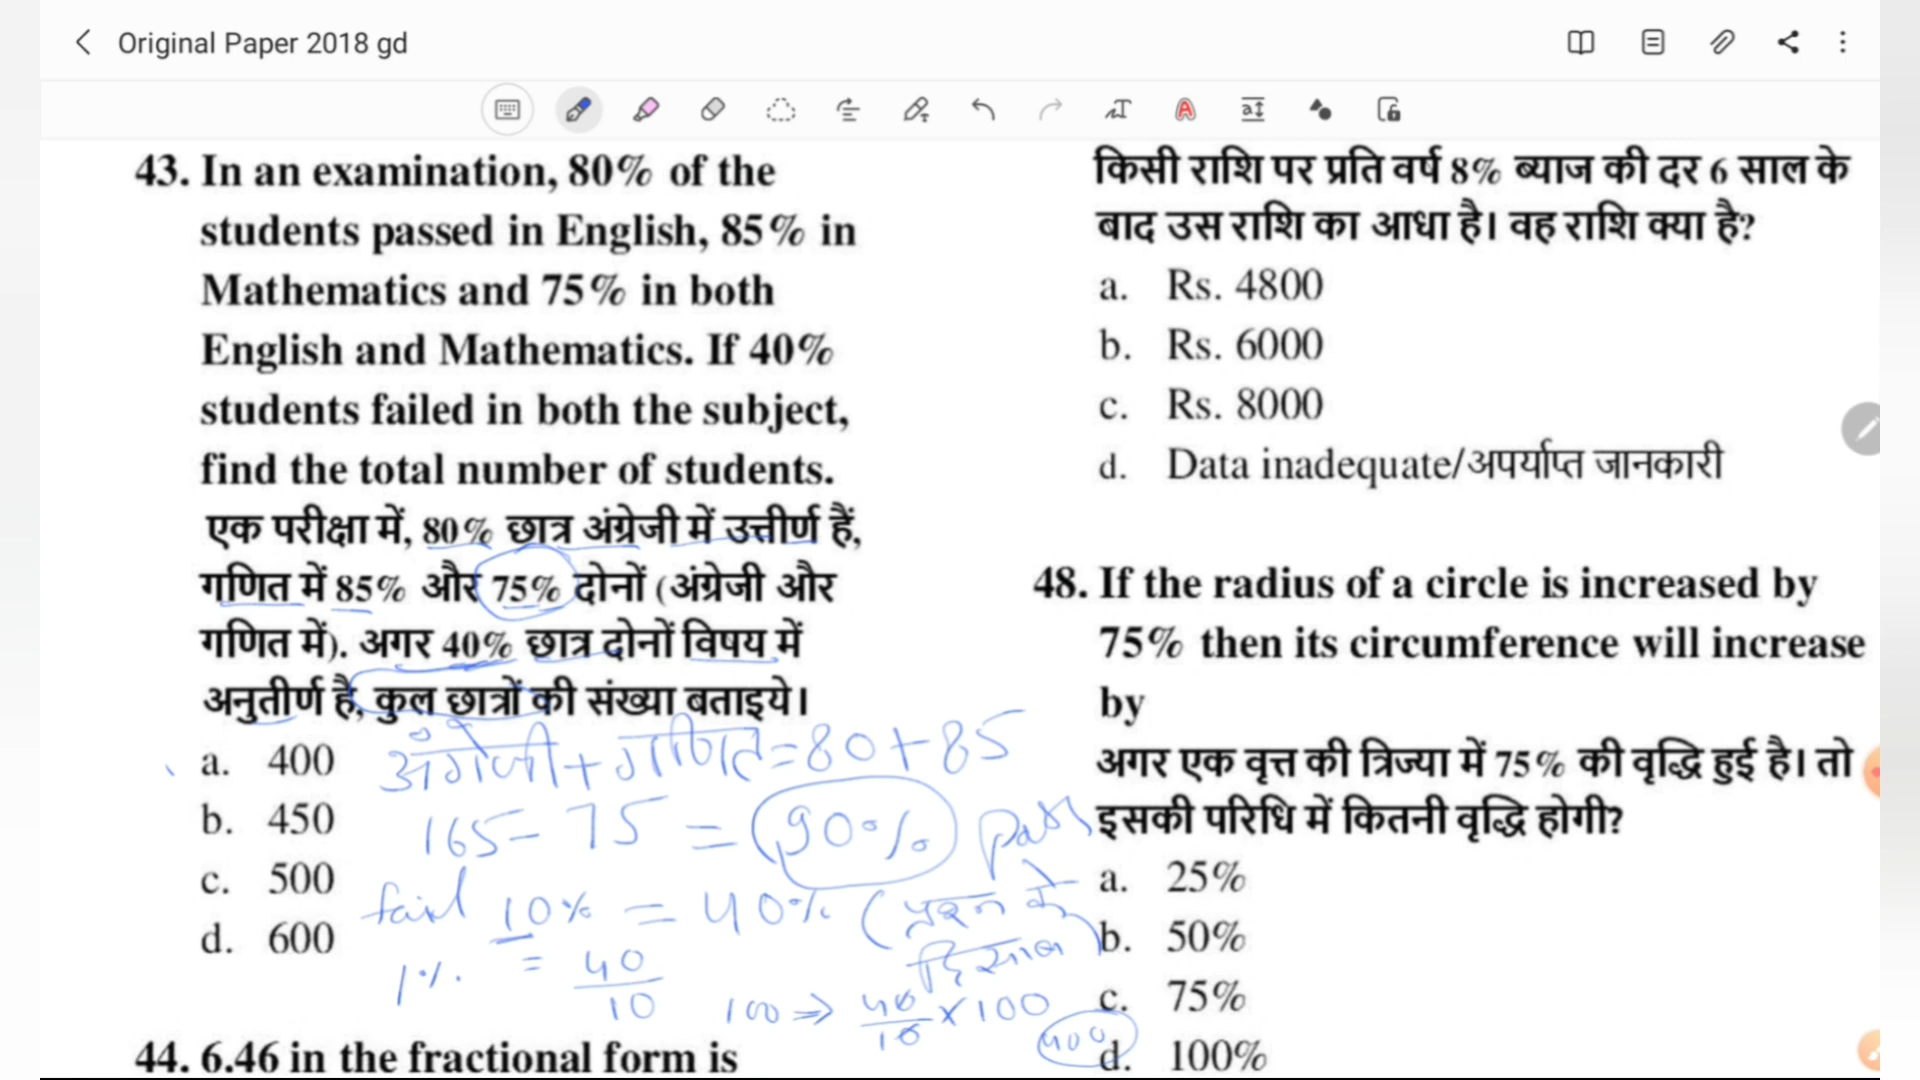 Original Paper 2018 gd
43. In an examination, 80% of the
students passed in English, 85% in
Mathematics and 75% in both
English and Mathematics. If 40%
students failed in both the subject,
find the total number of students.
एक परीक्षा में, 80% छात्र अंग्रेजी में उत्तीर्ण हैं,
गणित में 85% और 75% दोनों (अंग्रेजी और
गणित में). अगर 40% छात्र दोनों विषय में
अनुतीर्ण है, कुल छात्रों की संख्या बताइये।
a. 400
b. 450
c. 500
d. 600
अंग्रेजी + गणित = 80 + 85
165 - 75 = 90% pass
fail 10% = 40% (प्रश्न के
हिसाब)
1% = 40/10
100 ⇒ 40/10 × 100
400
44. 6.46 in the fractional form is
किसी राशि पर प्रति वर्ष 8% ब्याज की दर 6 साल के
बाद उस राशि का आधा है। वह राशि क्या है?
a. Rs. 4800
b. Rs. 6000
c. Rs. 8000
d. Data inadequate/अपर्याप्त जानकारी
48. If the radius of a circle is increased by
75% then its circumference will increase
by
अगर एक वृत्त की त्रिज्या में 75% की वृद्धि हुई है। तो
इसकी परिधि में कितनी वृद्धि होगी?
a. 25%
b. 50%
c. 75%
d. 100%